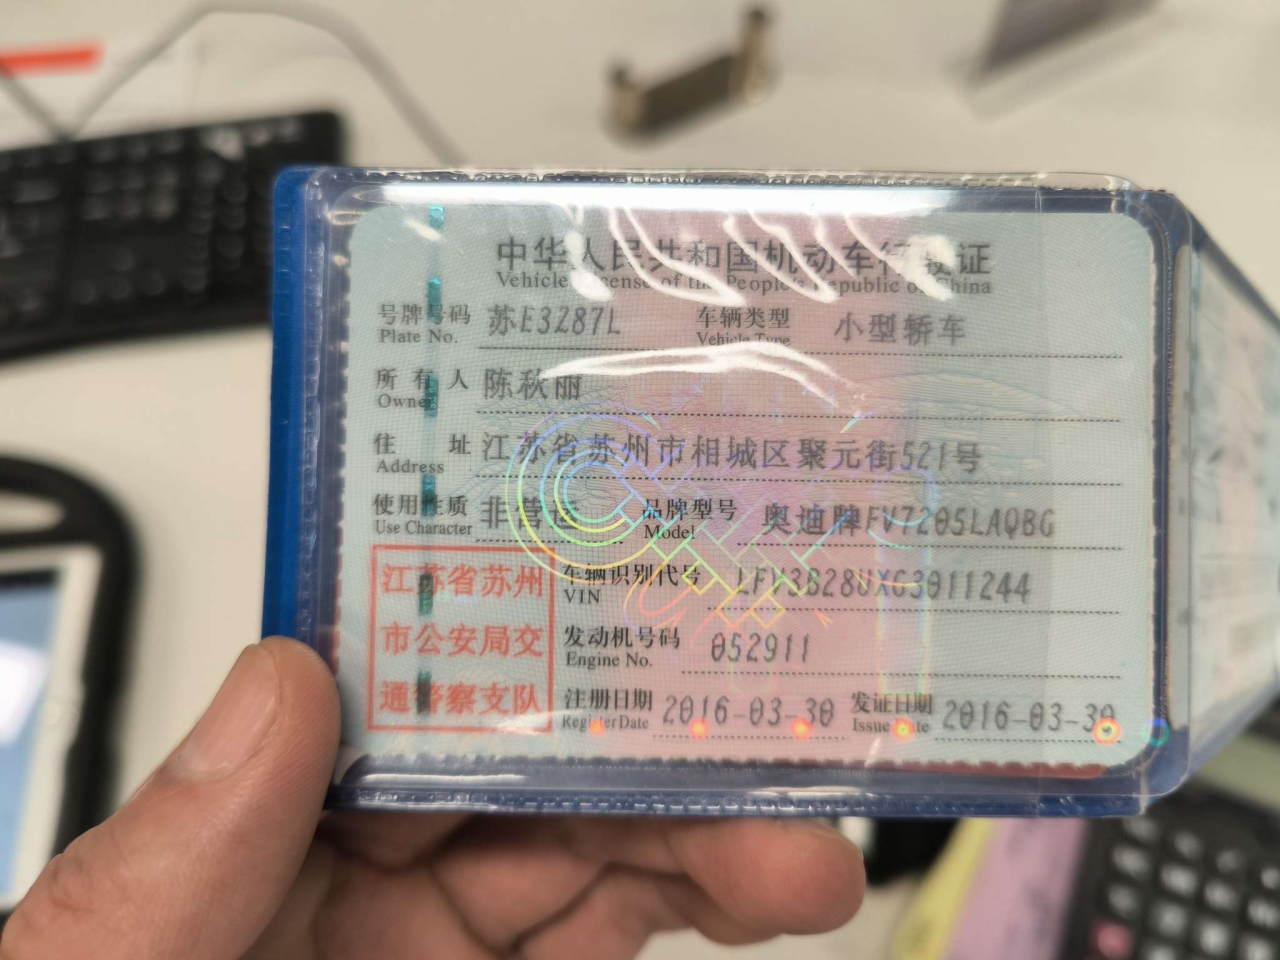 中华人民共和国机动车行驶证
Vehicle License of the People's Republic of China
号牌号码 苏E3287L 车辆类型 小型轿车
Plate No. Vehicle Type
所有人 陈秋丽
Owner
住址 江苏省苏州市相城区聚元街521号
Address
使用性质 非营运 品牌型号 奥迪牌FV7205LAQBG
Use Character Model
江苏省苏州
市公安局交
通警察支队
车辆识别代号 LFV3B28UXG3011244
VIN
发动机号码 052911
Engine No.
注册日期 2016-03-30 发证日期 2016-03-30
Register Date Issue Date